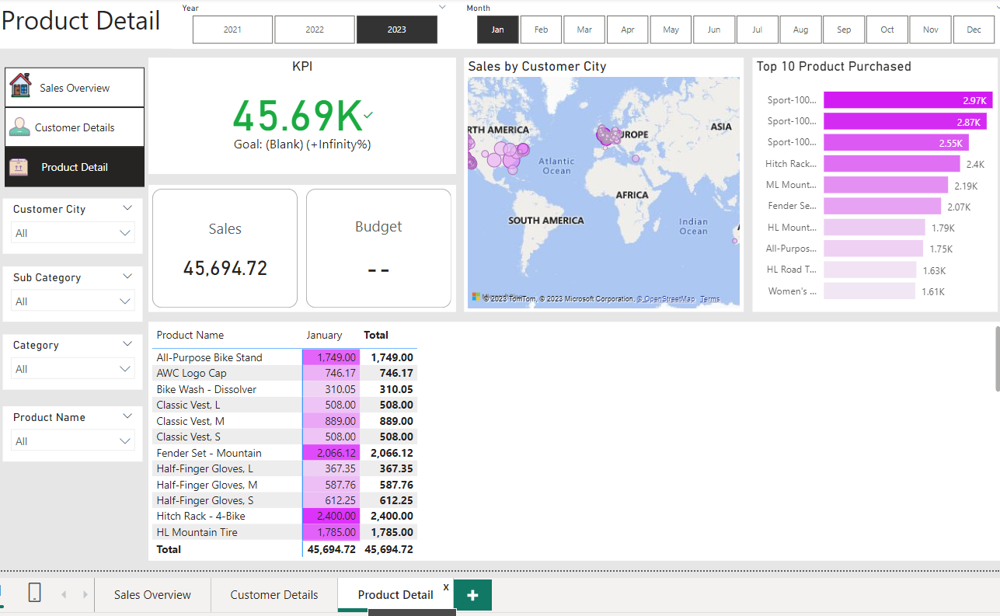 Product Detail
Year
2021
2022
2023
Month
Jan
Feb
Mar
Apr
May
Jun
Jul
Aug
Sep
Oct
Nov
Dec
Sales Overview
Customer Details
Product Detail
Customer City
All
Sub Category
All
Category
All
Product Name
All
KPI
45.69K
Goal: (Blank) (+Infinity%)
Sales
45,694.72
Budget
--
Sales by Customer City
RTH AMERICA
UROPE
ASIA
Atlantic
Ocean
AFRICA
SOUTH AMERICA
Indian
Ocean
© 2023 TomTom, © 2023 Microsoft Corporation, © OpenStreetMap Terms
Top 10 Product Purchased
Sport-100... 2.97K
Sport-100... 2.87K
Sport-100... 2.55K
Hitch Rack... 2.4K
ML Mount... 2.19K
Fender Se... 2.07K
HL Mount... 1.79K
All-Purpos... 1.75K
HL Road T... 1.63K
Women's ... 1.61K
Product Name January Total
All-Purpose Bike Stand 1,749.00 1,749.00
AWC Logo Cap 746.17 746.17
Bike Wash - Dissolver 310.05 310.05
Classic Vest, L 508.00 508.00
Classic Vest, M 889.00 889.00
Classic Vest, S 508.00 508.00
Fender Set - Mountain 2,066.12 2,066.12
Half-Finger Gloves, L 367.35 367.35
Half-Finger Gloves, M 587.76 587.76
Half-Finger Gloves, S 612.25 612.25
Hitch Rack - 4-Bike 2,400.00 2,400.00
HL Mountain Tire 1,785.00 1,785.00
Total 45,694.72 45,694.72
Sales Overview
Customer Details
Product Detail
x
+